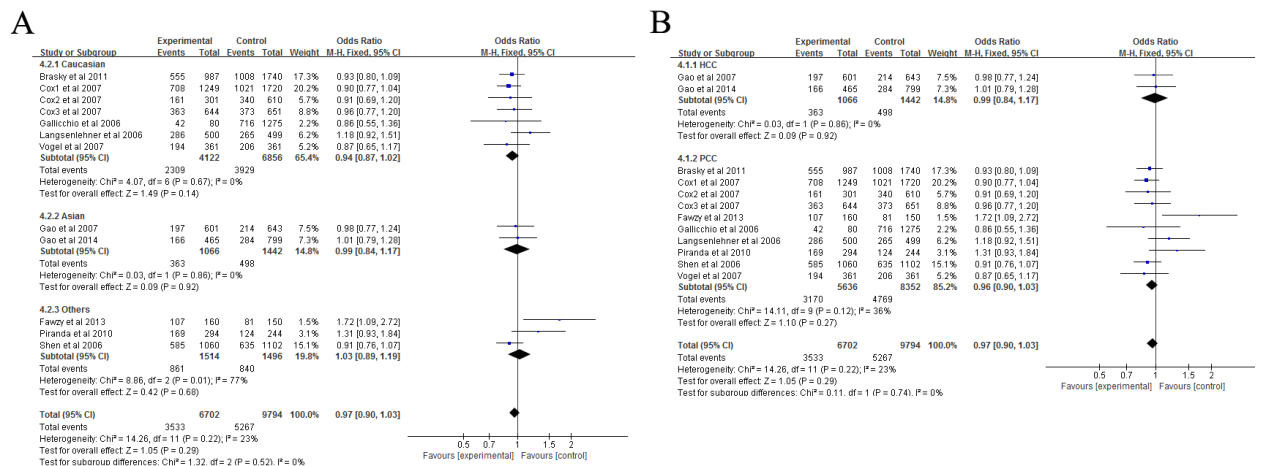 A
Experimental Control Odds Ratio Odds Ratio
Study or Subgroup Events Total Events Total Weight M-H, Fixed, 95% CI M-H, Fixed, 95% CI
4.2.1 Caucasian
Brasky et al 2011 555 987 1008 1740 17.3% 0.93 [0.80, 1.09]
Cox1 et al 2007 708 1249 1021 1720 20.2% 0.90 [0.77, 1.04]
Cox2 et al 2007 161 301 340 610 6.2% 0.91 [0.69, 1.20]
Cox3 et al 2007 363 644 373 651 8.8% 0.96 [0.77, 1.20]
Gallicchio et al 2006 42 80 716 1275 2.2% 0.86 [0.55, 1.36]
Langsenlehner et al 2006 286 500 265 499 6.2% 1.18 [0.92, 1.51]
Vogel et al 2007 194 361 206 361 5.2% 0.87 [0.65, 1.17]
Subtotal (95% CI) 4122 6856 65.4% 0.94 [0.87, 1.02]
Total events 2309 3929
Heterogeneity: Chi² = 4.07, df = 6 (P = 0.67); I² = 0%
Test for overall effect: Z = 1.49 (P = 0.14)
4.2.2 Asian
Gao et al 2007 197 601 214 643 7.5% 0.98 [0.77, 1.24]
Gao et al 2014 166 465 284 799 7.3% 1.01 [0.79, 1.28]
Subtotal (95% CI) 1066 1442 14.8% 0.99 [0.84, 1.17]
Total events 363 498
Heterogeneity: Chi² = 0.03, df = 1 (P = 0.86); I² = 0%
Test for overall effect: Z = 0.09 (P = 0.92)
4.2.3 Others
Fawzy et al 2013 107 160 81 150 1.5% 1.72 [1.09, 2.72]
Piranda et al 2010 169 294 124 244 3.1% 1.31 [0.93, 1.84]
Shen et al 2006 585 1060 635 1102 15.1% 0.91 [0.76, 1.07]
Subtotal (95% CI) 1514 1496 19.8% 1.03 [0.89, 1.19]
Total events 861 840
Heterogeneity: Chi² = 8.86, df = 2 (P = 0.01); I² = 77%
Test for overall effect: Z = 0.42 (P = 0.68)
Total (95% CI) 6702 9794 100.0% 0.97 [0.90, 1.03]
Total events 3533 5267
Heterogeneity: Chi² = 14.26, df = 11 (P = 0.22); I² = 23%
Test for overall effect: Z = 1.05 (P = 0.29)
Test for subgroup differences: Chi² = 1.32, df = 2 (P = 0.52), I² = 0%
0.5 0.7 1 1.5 2
Favours [experimental] Favours [control]
B
Experimental Control Odds Ratio Odds Ratio
Study or Subgroup Events Total Events Total Weight M-H, Fixed, 95% CI M-H, Fixed, 95% CI
4.1.1 HCC
Gao et al 2007 197 601 214 643 7.5% 0.98 [0.77, 1.24]
Gao et al 2014 166 465 284 799 7.3% 1.01 [0.79, 1.28]
Subtotal (95% CI) 1066 1442 14.8% 0.99 [0.84, 1.17]
Total events 363 498
Heterogeneity: Chi² = 0.03, df = 1 (P = 0.86); I² = 0%
Test for overall effect: Z = 0.09 (P = 0.92)
4.1.2 PCC
Brasky et al 2011 555 987 1008 1740 17.3% 0.93 [0.80, 1.09]
Cox1 et al 2007 708 1249 1021 1720 20.2% 0.90 [0.77, 1.04]
Cox2 et al 2007 161 301 340 610 6.2% 0.91 [0.69, 1.20]
Cox3 et al 2007 363 644 373 651 8.8% 0.96 [0.77, 1.20]
Fawzy et al 2013 107 160 81 150 1.5% 1.72 [1.09, 2.72]
Gallicchio et al 2006 42 80 716 1275 2.2% 0.86 [0.55, 1.36]
Langsenlehner et al 2006 286 500 265 499 6.2% 1.18 [0.92, 1.51]
Piranda et al 2010 169 294 124 244 3.1% 1.31 [0.93, 1.84]
Shen et al 2006 585 1060 635 1102 15.1% 0.91 [0.76, 1.07]
Vogel et al 2007 194 361 206 361 5.2% 0.87 [0.65, 1.17]
Subtotal (95% CI) 5636 8352 85.2% 0.96 [0.90, 1.03]
Total events 3170 4769
Heterogeneity: Chi² = 14.11, df = 9 (P = 0.12); I² = 36%
Test for overall effect: Z = 1.10 (P = 0.27)
Total (95% CI) 6702 9794 100.0% 0.97 [0.90, 1.03]
Total events 3533 5267
Heterogeneity: Chi² = 14.26, df = 11 (P = 0.22); I² = 23%
Test for overall effect: Z = 1.05 (P = 0.29)
Test for subgroup differences: Chi² = 0.11, df = 1 (P = 0.74), I² = 0%
0.5 0.7 1 1.5 2
Favours [experimental] Favours [control]